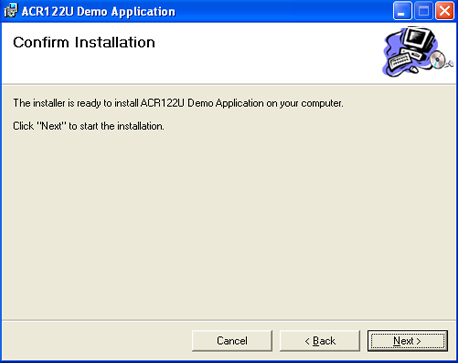 ACR122U Demo Application
Confirm Installation
The installer is ready to install ACR122U Demo Application on your computer.
Click "Next" to start the installation.
Cancel
< Back
Next >